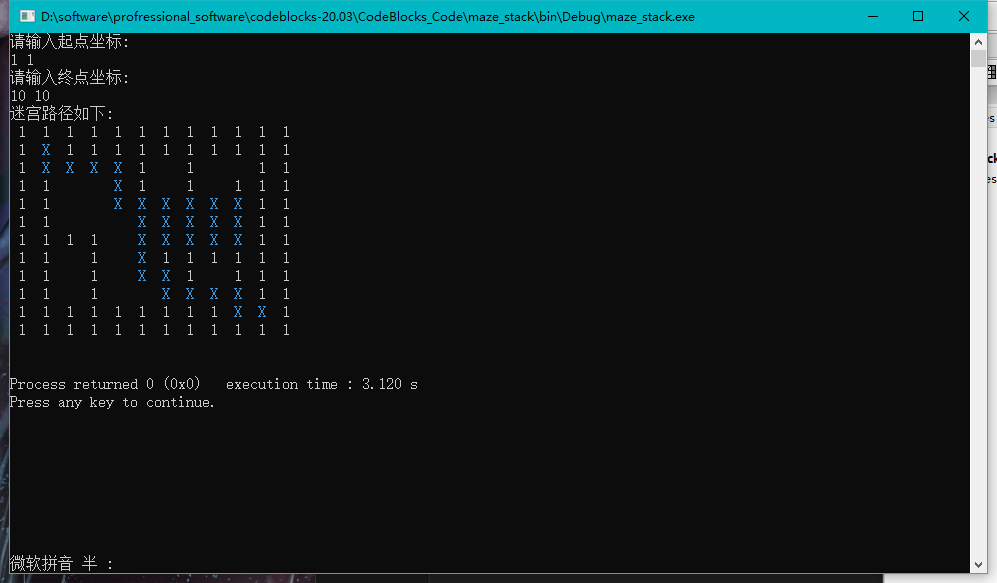 D:\software\profressional_software\codeblocks-20.03\CodeBlocks_Code\maze_stack\bin\Debug\maze_stack.exe
请输入起点坐标:
1 1
请输入终点坐标:
10 10
迷宫路径如下:
1 1 1 1 1 1 1 1 1 1 1 1
1 X 1 1 1 1 1 1 1 1 1 1
1 X X X X 1   1     1 1
1 1     X 1   1   1 1 1
1 1     X X X X X X 1 1
1 1       X X X X X 1 1
1 1 1 1   X X X X X 1 1
1 1   1   X 1 1 1 1 1 1
1 1   1   X X 1   1 1 1
1 1   1     X X X X 1 1
1 1 1 1 1 1 1 1 1 X X 1
1 1 1 1 1 1 1 1 1 1 1 1
Process returned 0 (0x0)   execution time : 3.120 s
Press any key to continue.
微软拼音 半 :